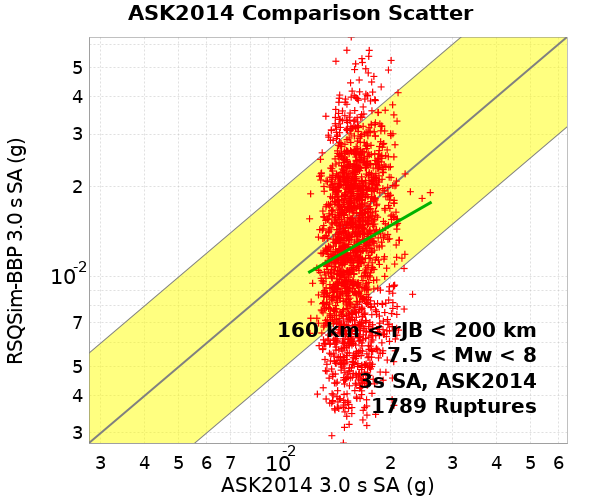 ASK2014 Comparison Scatter
RSQSim-BBP 3.0 s SA (g)
5
4
3
2
10-2
7
5
4
3
160 km < rJB < 200 km
7.5 < Mw < 8
3s SA, ASK2014
1789 Ruptures
3 4 5 6 7 10-2 2 3 4 5 6
ASK2014 3.0 s SA (g)